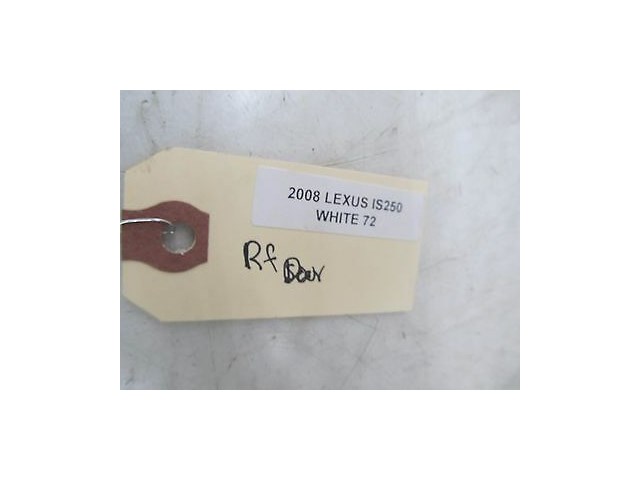 2008 LEXUS IS250
WHITE 72
Rf Door